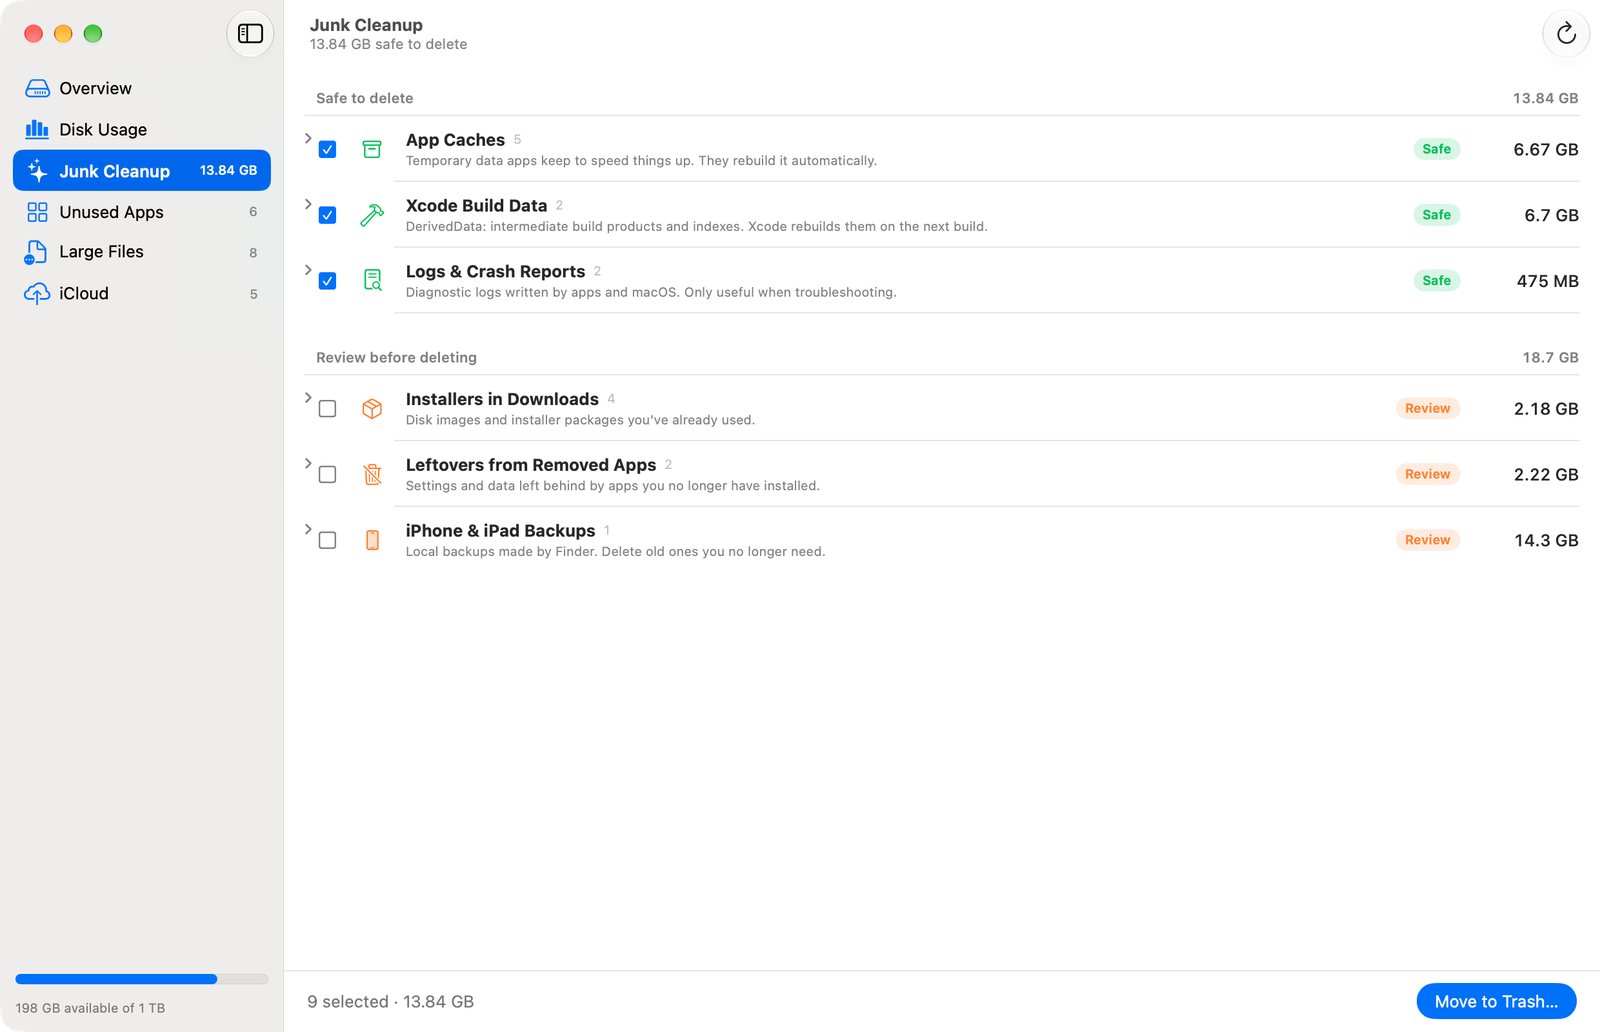 Overview
Disk Usage
Junk Cleanup 13.84 GB
Unused Apps 6
Large Files 8
iCloud 5
198 GB available of 1 TB
Junk Cleanup
13.84 GB safe to delete
Safe to delete 13.84 GB
App Caches 5
Temporary data apps keep to speed things up. They rebuild it automatically.
Safe 6.67 GB
Xcode Build Data 2
DerivedData: intermediate build products and indexes. Xcode rebuilds them on the next build.
Safe 6.7 GB
Logs & Crash Reports 2
Diagnostic logs written by apps and macOS. Only useful when troubleshooting.
Safe 475 MB
Review before deleting 18.7 GB
Installers in Downloads 4
Disk images and installer packages you've already used.
Review 2.18 GB
Leftovers from Removed Apps 2
Settings and data left behind by apps you no longer have installed.
Review 2.22 GB
iPhone & iPad Backups 1
Local backups made by Finder. Delete old ones you no longer need.
Review 14.3 GB
9 selected · 13.84 GB
Move to Trash...